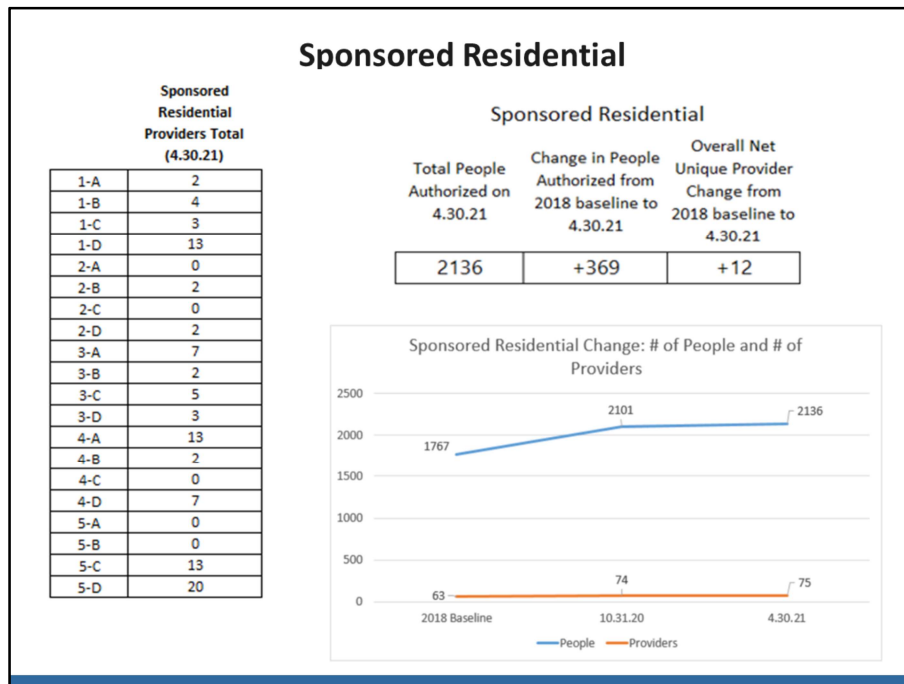 Sponsored Residential
Sponsored
Residential
Providers Total
(4.30.21)
1-A 2
1-B 4
1-C 3
1-D 13
2-A 0
2-B 2
2-C 0
2-D 2
3-A 7
3-B 2
3-C 5
3-D 3
4-A 13
4-B 2
4-C 0
4-D 7
5-A 0
5-B 0
5-C 13
5-D 20
Sponsored Residential
Total People
Authorized on
4.30.21
Change in People
Authorized from
2018 baseline to
4.30.21
Overall Net
Unique Provider
Change from
2018 baseline to
4.30.21
2136 +369 +12
Sponsored Residential Change: # of People and # of
Providers
2500
2000
1500
1000
500
0
1767
2101
2136
63
74
75
2018 Baseline 10.31.20 4.30.21
People Providers